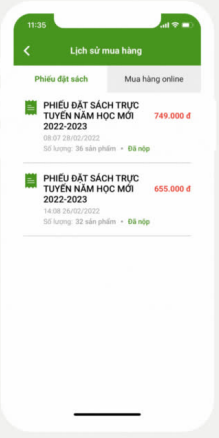 11:35
Lịch sử mua hàng
Phiếu đặt sách
Mua hàng online
PHIẾU ĐẶT SÁCH TRỰC
TUYẾN NĂM HỌC MỚI
2022-2023
749.000 đ
08:07 28/02/2022
Số lượng: 36 sản phẩm • Đã nộp
PHIẾU ĐẶT SÁCH TRỰC
TUYẾN NĂM HỌC MỚI
2022-2023
655.000 đ
14:08 26/02/2022
Số lượng: 32 sản phẩm • Đã nộp